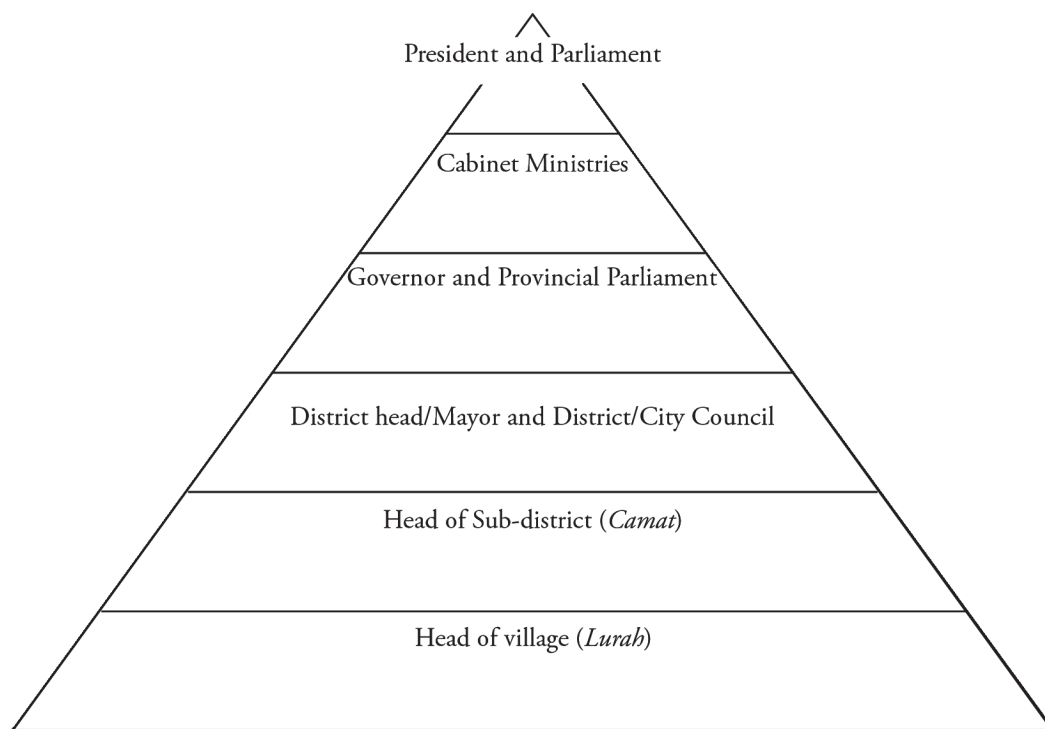 President and Parliament
Cabinet Ministries
Governor and Provincial Parliament
District head/Mayor and District/City Council
Head of Sub-district (Camat)
Head of village (Lurah)